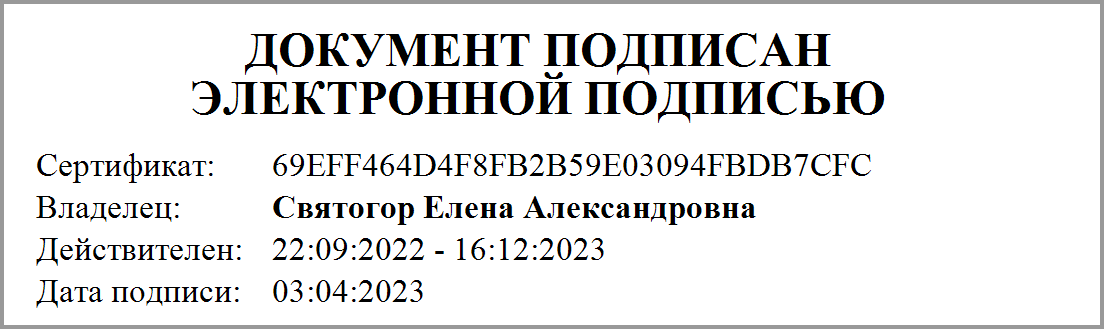 ДОКУМЕНТ ПОДПИСАН
ЭЛЕКТРОННОЙ ПОДПИСЬЮ
Сертификат: 69EFF464D4F8FB2B59E03094FBDB7CFC
Владелец: Святогор Елена Александровна
Действителен: 22:09:2022 - 16:12:2023
Дата подписи: 03:04:2023